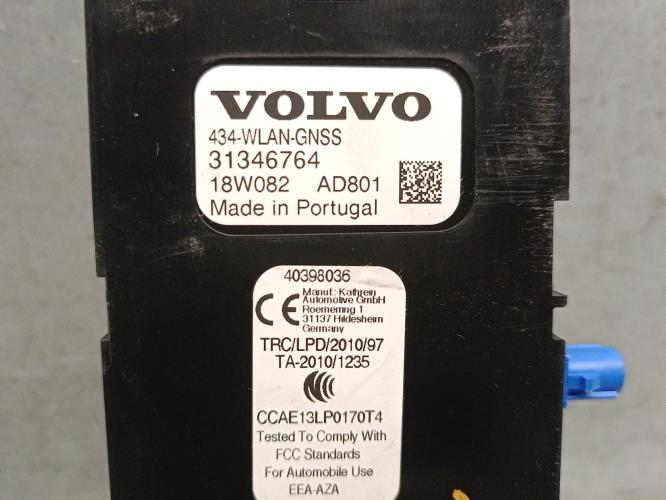 VOLVO
434-WLAN-GNSS
31346764
18W082 AD801
Made in Portugal
40398036
CE
Manuf.: Kathrein
Automotive GmbH
Roemerring 1
31137 Hildesheim
Germany
TRC/LPD/2010/97
TA-2010/1235
CCAE13LP0170T4
Tested To Comply With
FCC Standards
For Automobile Use
EEA-AZA